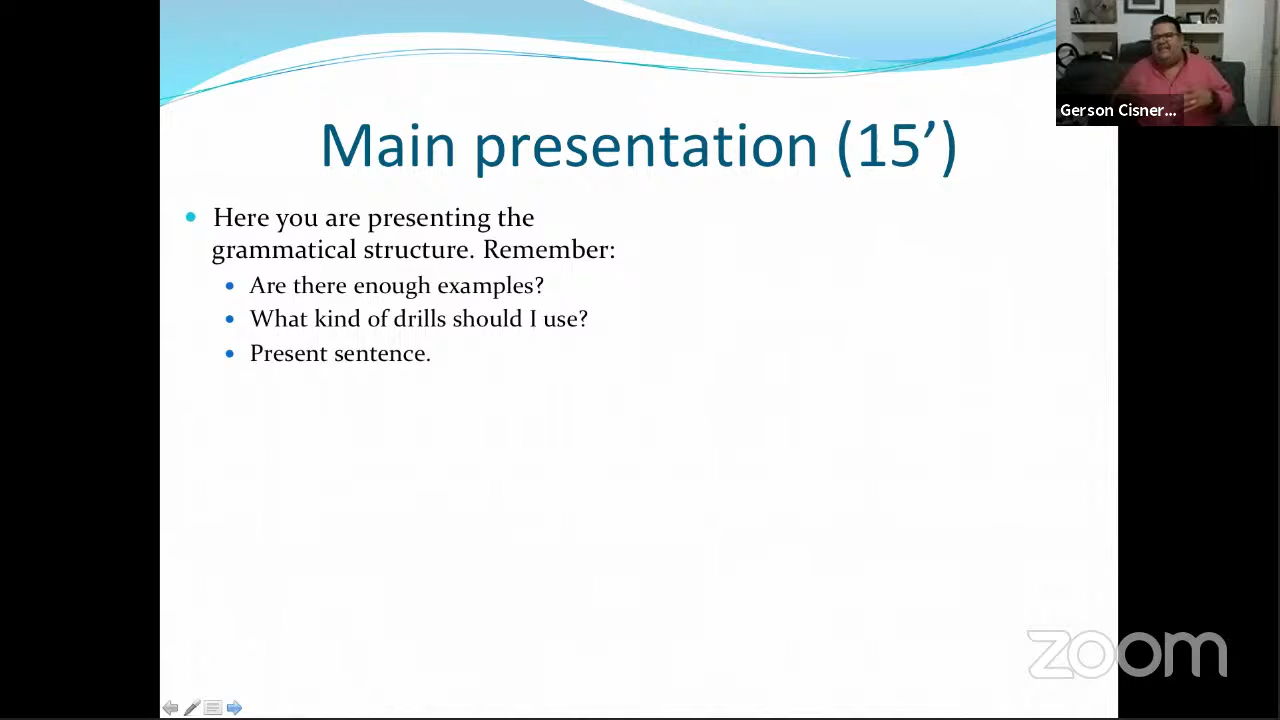 Main presentation (15’)
Gerson Cisner...
Here you are presenting the
grammatical structure. Remember:
Are there enough examples?
What kind of drills should I use?
Present sentence.
zoom